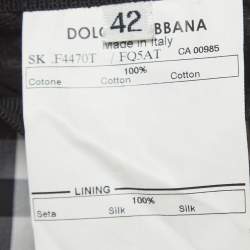 42
DOLC BBANA
Made in Italy
SK .F4470T / FQ5AT CA 00985
100%
Cotone Cotton Cotton
LINING
100%
Seta Silk Silk